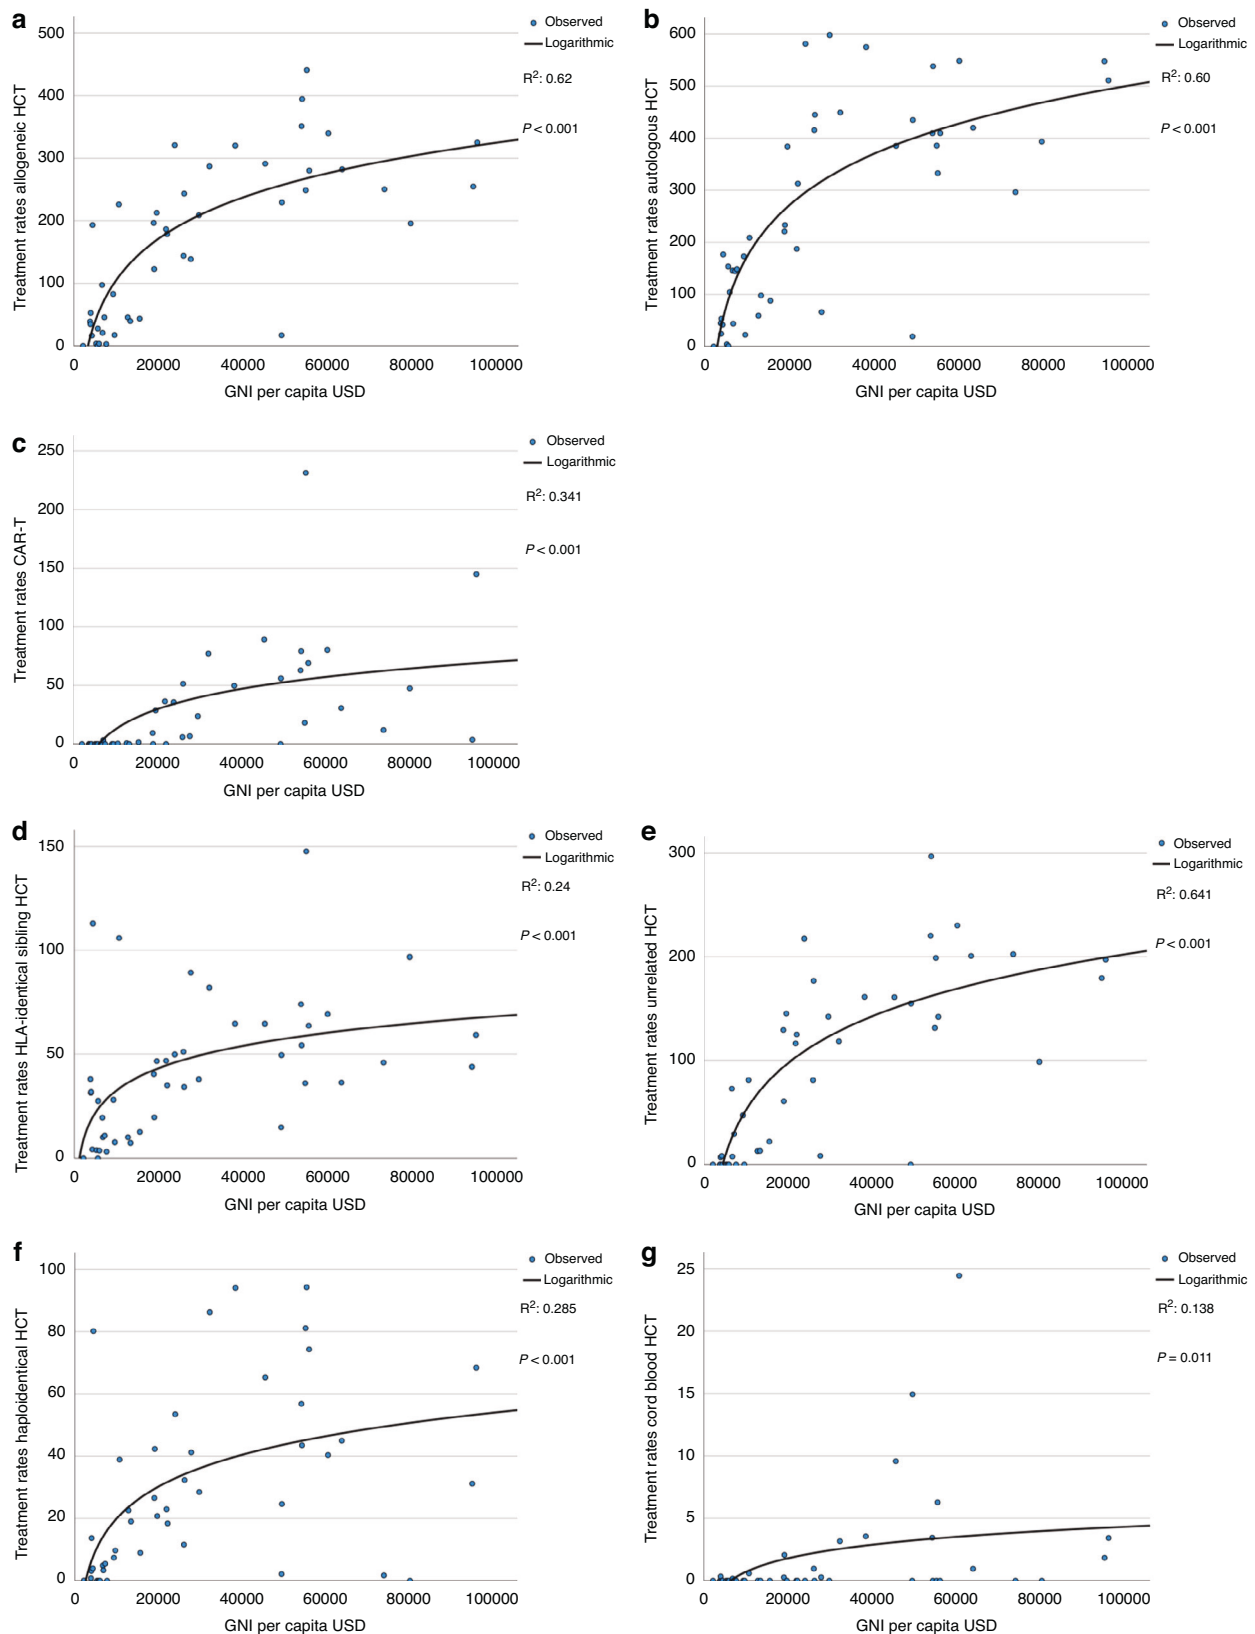 a
Treatment rates allogeneic HCT
500
400
300
200
100
0
0 20000 40000 60000 80000 100000
GNI per capita USD
Observed
Logarithmic
R²: 0.62
P < 0.001
b
Treatment rates autologous HCT
600
500
400
300
200
100
0
0 20000 40000 60000 80000 100000
GNI per capita USD
Observed
Logarithmic
R²: 0.60
P < 0.001
c
Treatment rates CAR-T
250
200
150
100
50
0
0 20000 40000 60000 80000 100000
GNI per capita USD
Observed
Logarithmic
R²: 0.341
P < 0.001
d
Treatment rates HLA-identical sibling HCT
150
100
50
0
0 20000 40000 60000 80000 100000
GNI per capita USD
Observed
Logarithmic
R²: 0.24
P < 0.001
e
Treatment rates unrelated HCT
300
200
100
0
0 20000 40000 60000 80000 100000
GNI per capita USD
Observed
Logarithmic
R²: 0.641
P < 0.001
f
Treatment rates haploidentical HCT
100
80
60
40
20
0
0 20000 40000 60000 80000 100000
GNI per capita USD
Observed
Logarithmic
R²: 0.285
P < 0.001
g
Treatment rates cord blood HCT
25
20
15
10
5
0
0 20000 40000 60000 80000 100000
GNI per capita USD
Observed
Logarithmic
R²: 0.138
P = 0.011